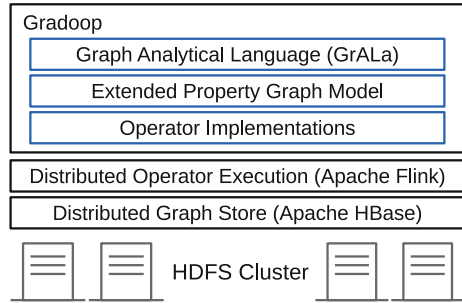 Gradoop
Graph Analytical Language (GrALa)
Extended Property Graph Model
Operator Implementations
Distributed Operator Execution (Apache Flink)
Distributed Graph Store (Apache HBase)
HDFS Cluster